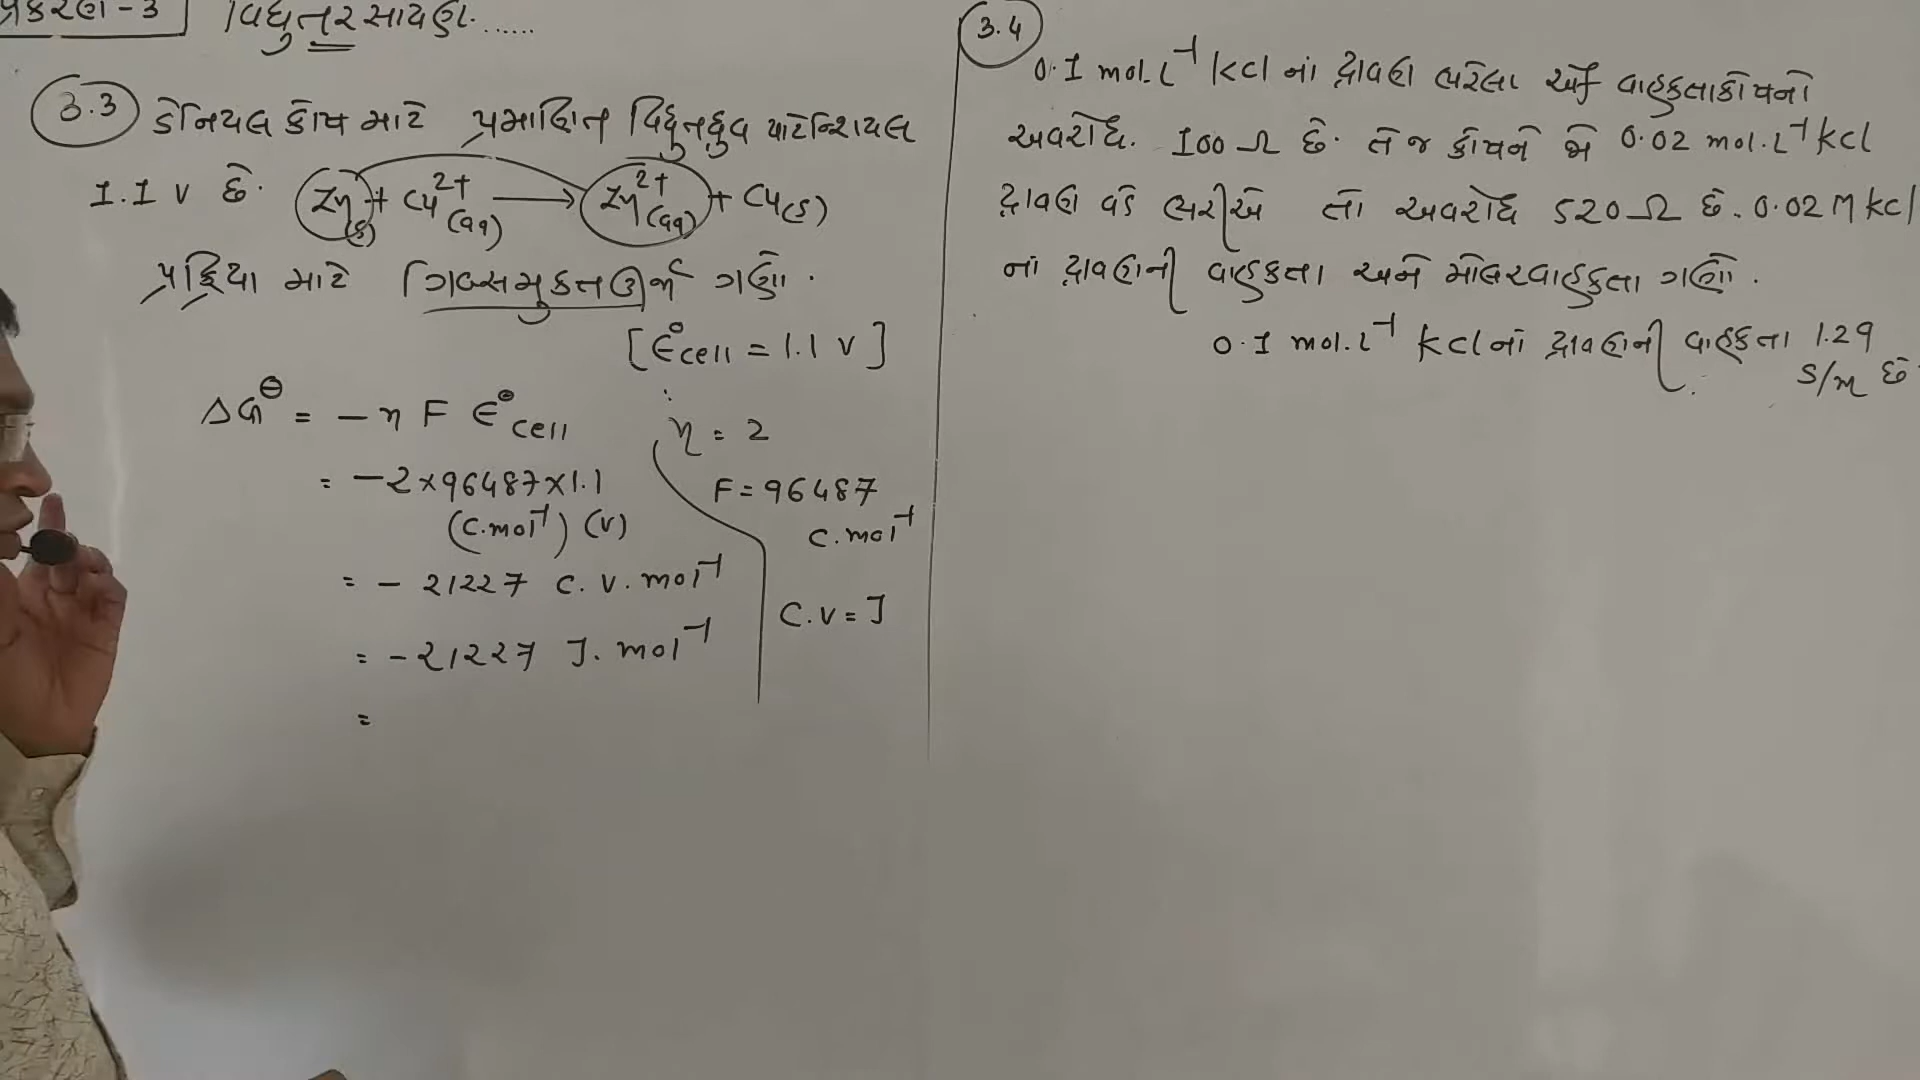 પ્રકરણ - 3 વિદ્યુતરસાયણ......
3.3 ડેનિયલ કોષ માટે પ્રમાણિત વિદ્યુતધ્રુવ પોટેન્શિયલ
1.1 V છે. Zn(s) + Cu²⁺(aq) ⟶ Zn²⁺(aq) + Cu(s)
પ્રક્રિયા માટે ગિબ્સમુક્તઊર્જા ગણો.
[E°cell = 1.1 V]
ΔG⊖ = - n F E°cell
n = 2
= -2 × 96487 × 1.1
F = 96487
(C.mol⁻¹) (V)
C.mol⁻¹
= - 21227 C.V.mol⁻¹
C.V = J
= - 21227 J.mol⁻¹
=
3.4
0.1 mol.L⁻¹ KCl નાં દ્રાવણ ભરેલા એક વાહકતાકોષનો
અવરોધ. 100 Ω છે. તે જ કોષને જો 0.02 mol.L⁻¹ KCl
દ્રાવણ વડે ભરીએ તો અવરોધ 520 Ω છે. 0.02 M KCl
નાં દ્રાવણની વાહકતા અને મોલરવાહકતા ગણો.
0.1 mol.L⁻¹ KCl નાં દ્રાવણની વાહકતા 1.29
S/m છે